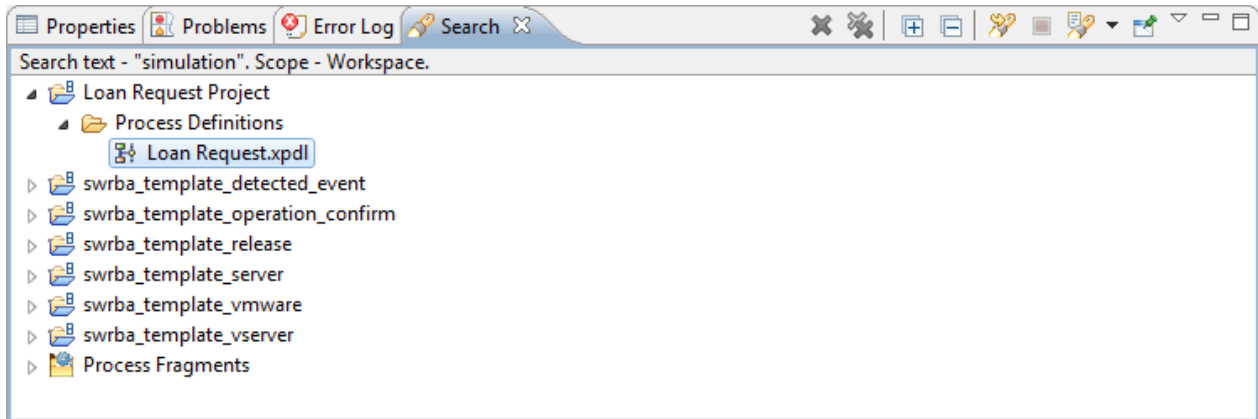 Properties Problems Error Log Search
Search text - "simulation". Scope - Workspace.
Loan Request Project
Process Definitions
Loan Request.xpdl
swrba_template_detected_event
swrba_template_operation_confirm
swrba_template_release
swrba_template_server
swrba_template_vmware
swrba_template_vserver
Process Fragments